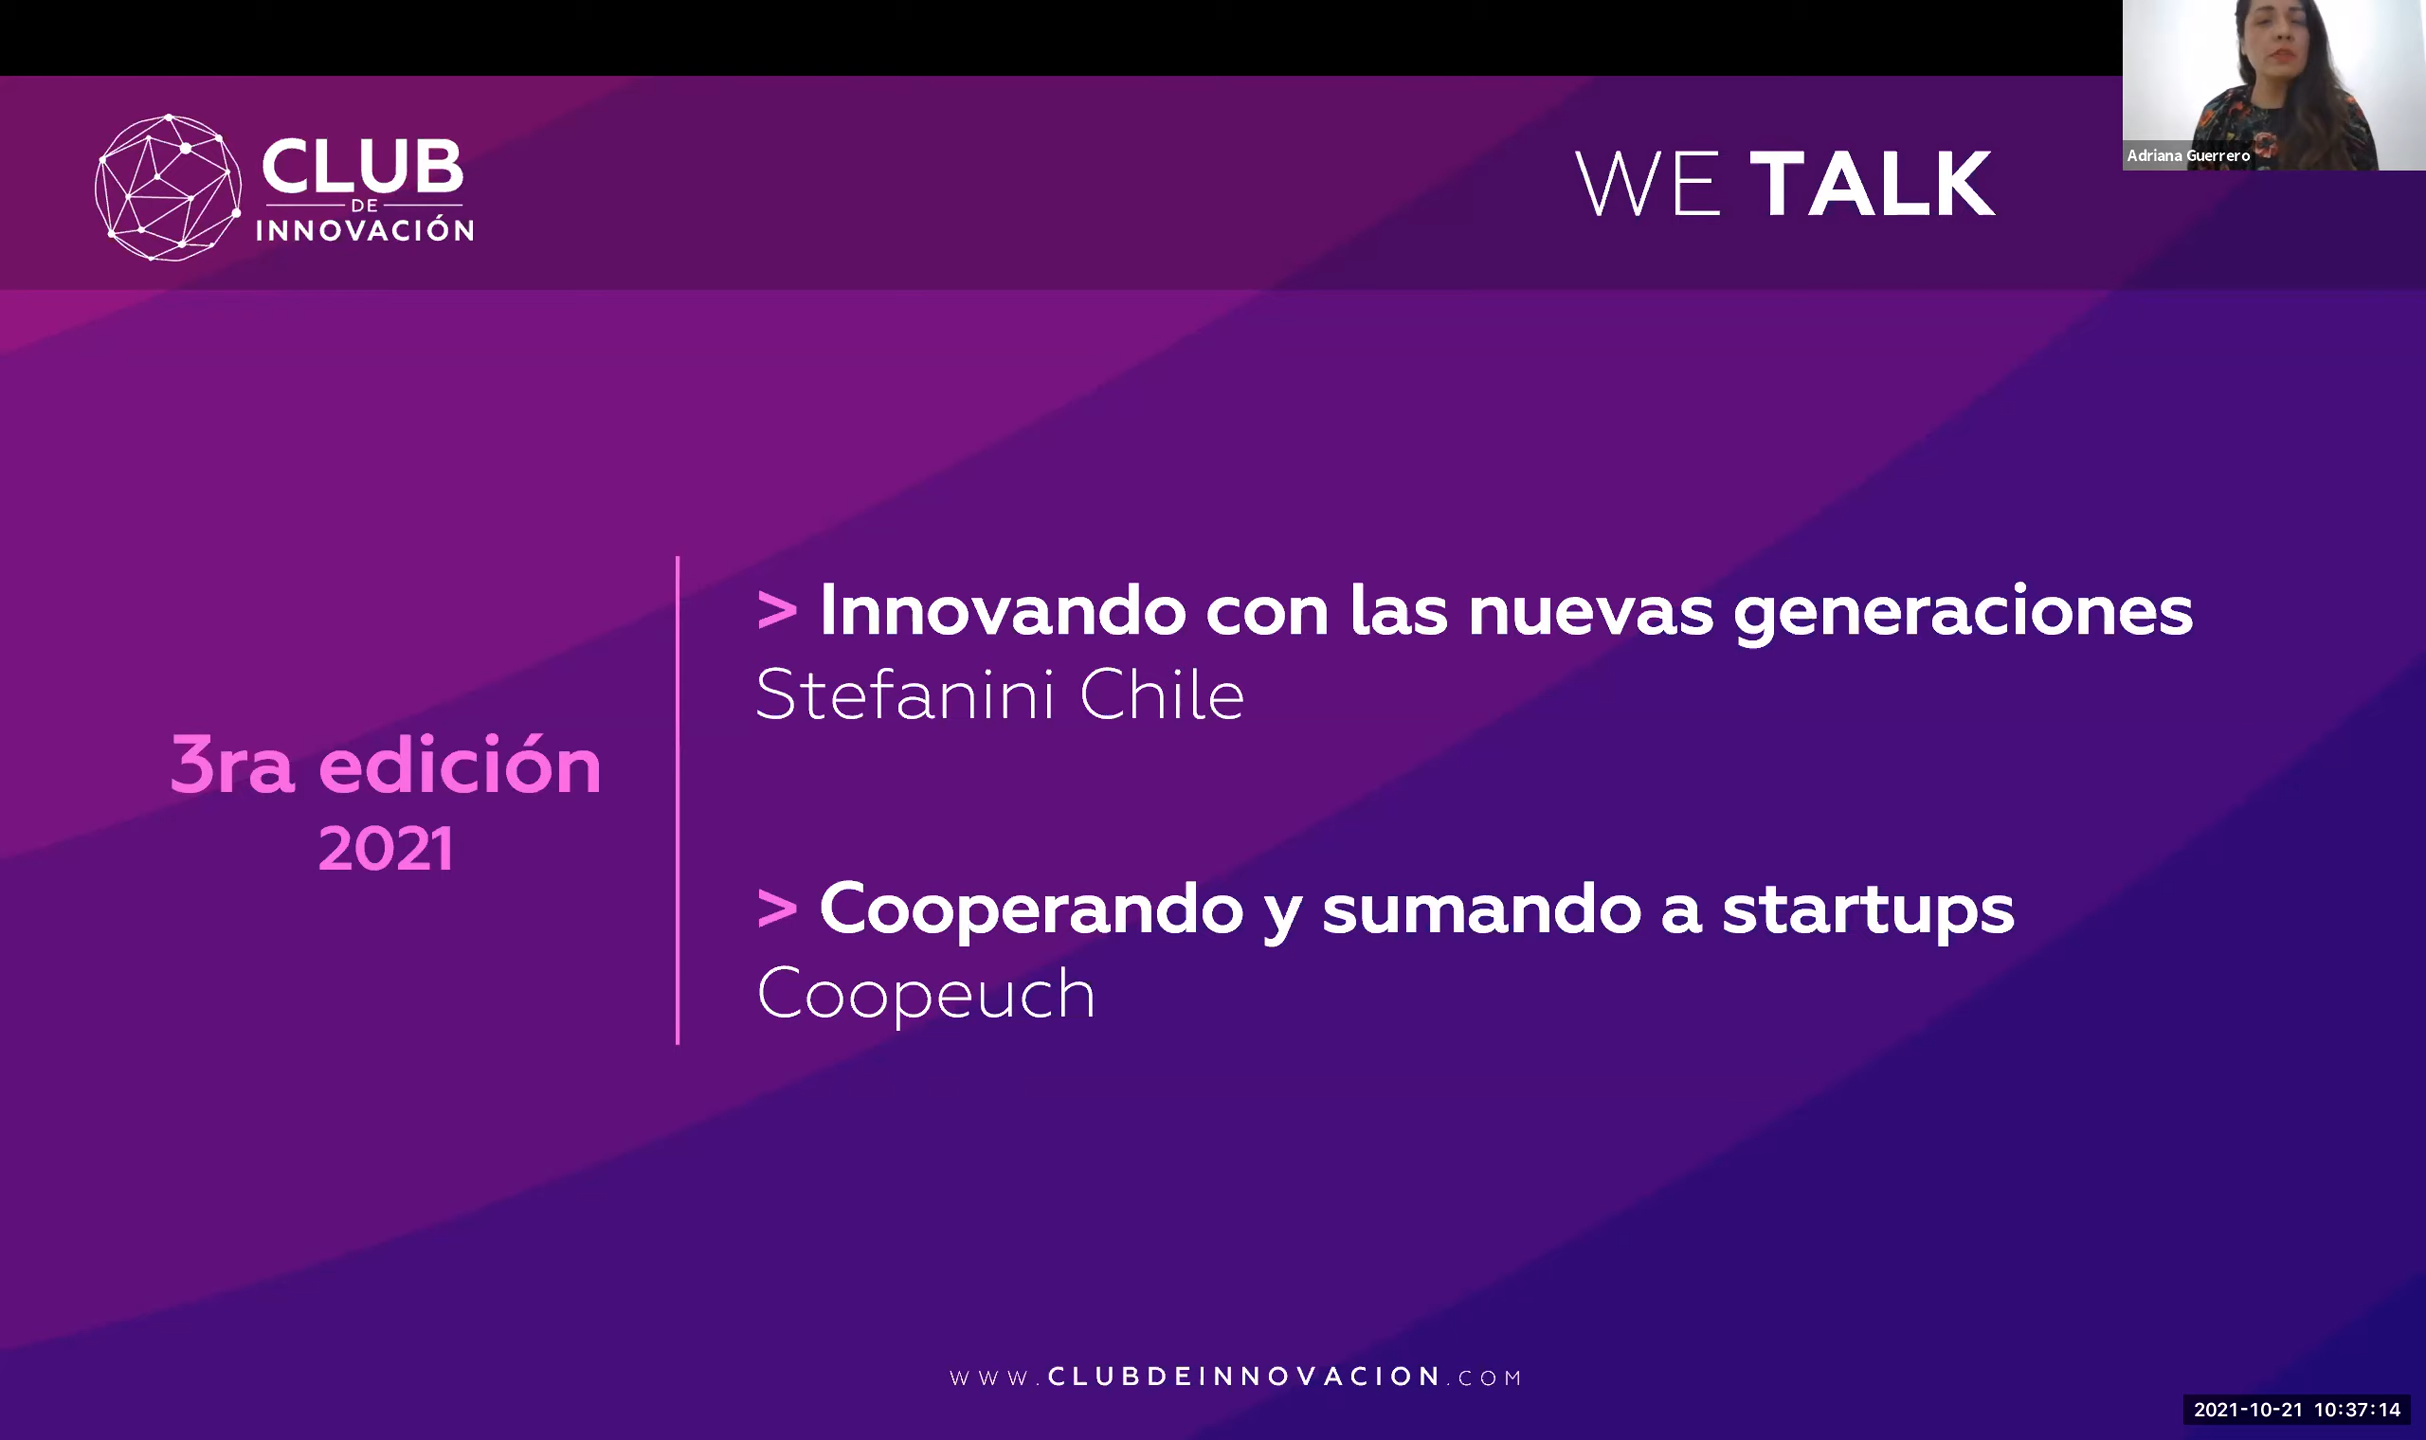 CLUB
DE
INNOVACIÓN
WE TALK
Adriana Guerrero
3ra edición
2021
> Innovando con las nuevas generaciones
Stefanini Chile
> Cooperando y sumando a startups
Coopeuch
WWW.CLUBDEINNOVACION.COM
2021-10-21 10:37:14